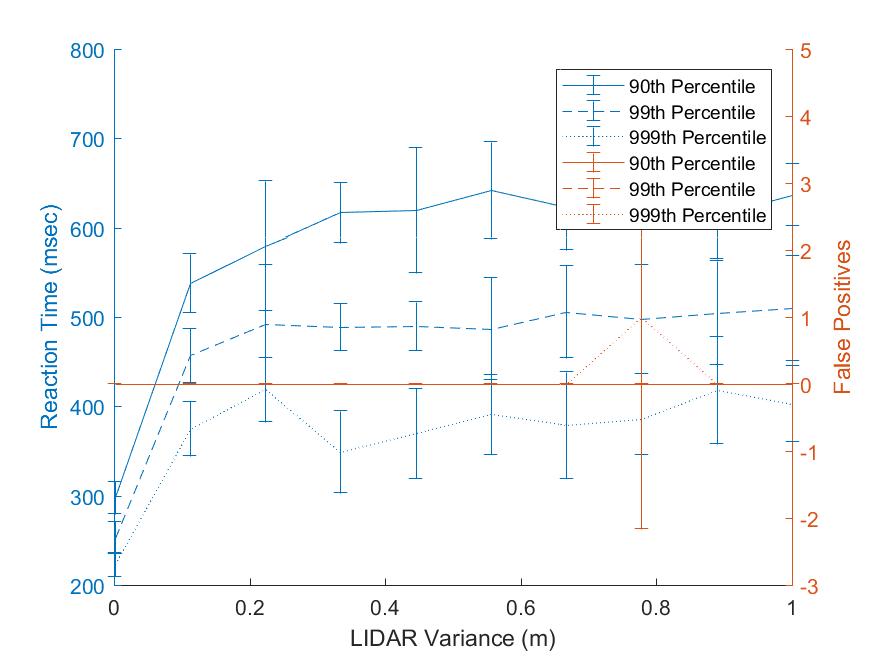 800
700
600
500
400
300
200
Reaction Time (msec)
0
0.2
0.4
0.6
0.8
1
LIDAR Variance (m)
5
4
3
2
1
0
-1
-2
-3
False Positives
90th Percentile
99th Percentile
999th Percentile
90th Percentile
99th Percentile
999th Percentile